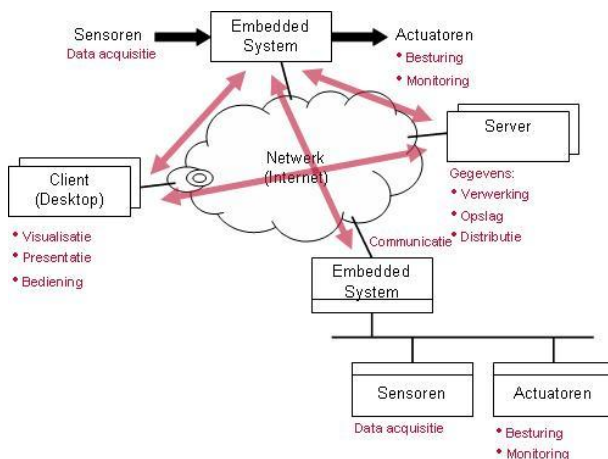 Sensoren
Data acquisitie
Embedded
System
Actuatoren
• Besturing
• Monitoring
Server
Netwerk
(Internet)
Client
(Desktop)
Gegevens:
• Verwerking
• Opslag
• Distributie
• Visualisatie
• Presentatie
• Bediening
Communicatie
Embedded
System
Sensoren
Data acquisitie
Actuatoren
• Besturing
• Monitoring